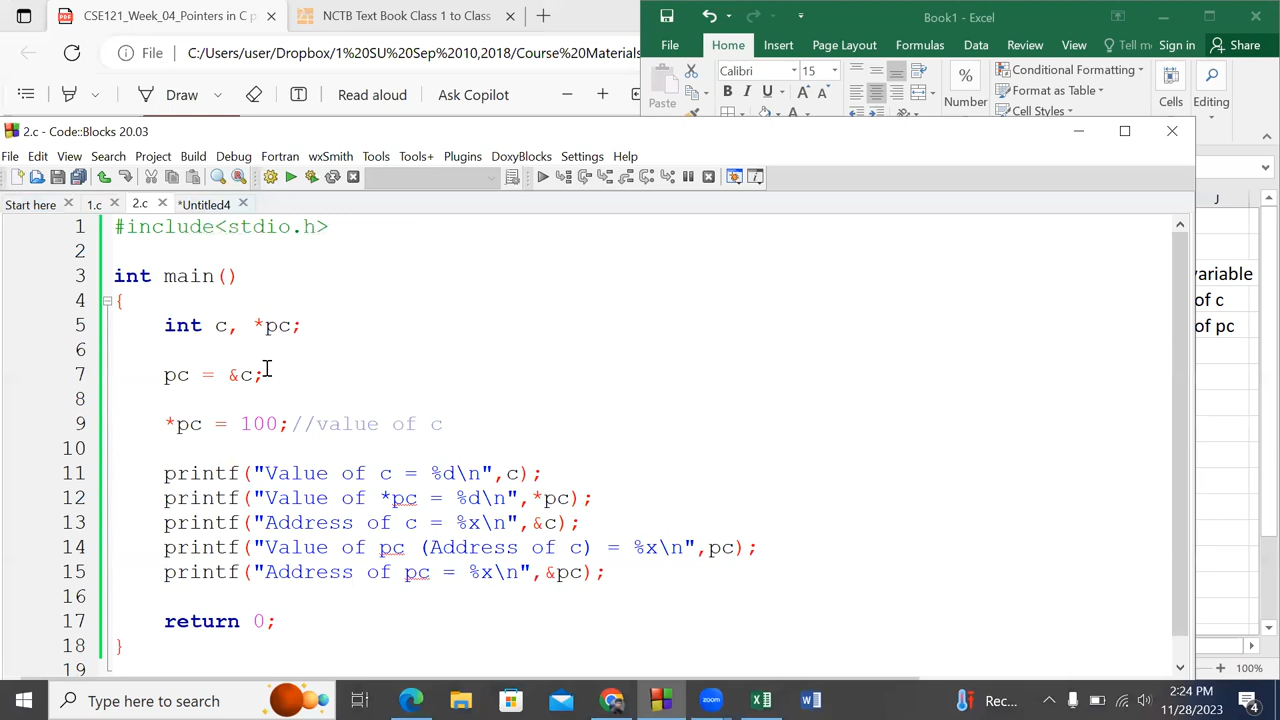 CSE121_Week_04_Pointers in C p
NCTB Text Book Class 1 to Class
File
C:/Users/user/Dropbox/1%20SU%20Sep%2010,2018/Course%20Materials
Draw
Read aloud
Ask Copilot
Book1 - Excel
File Home Insert Page Layout Formulas Data Review View Tell me Sign in Share
Paste
Calibri
15
B I U
%
Number
Conditional Formatting
Format as Table
Cell Styles
Cells
Editing
2.c - Code::Blocks 20.03
File Edit View Search Project Build Debug Fortran wxSmith Tools Tools+ Plugins DoxyBlocks Settings Help
Start here 1.c 2.c *Untitled4
J
variable
of c
of pc
1 #include<stdio.h>
2
3 int main()
4 {
5 int c, *pc;
6
7 pc = &c;
8
9 *pc = 100;//value of c
10
11 printf("Value of c = %d\n",c);
12 printf("Value of *pc = %d\n",*pc);
13 printf("Address of c = %x\n",&c);
14 printf("Value of pc (Address of c) = %x\n",pc);
15 printf("Address of pc = %x\n",&pc);
16
17 return 0;
18 }
19
100%
Type here to search
Rec...
2:24 PM
11/28/2023
4